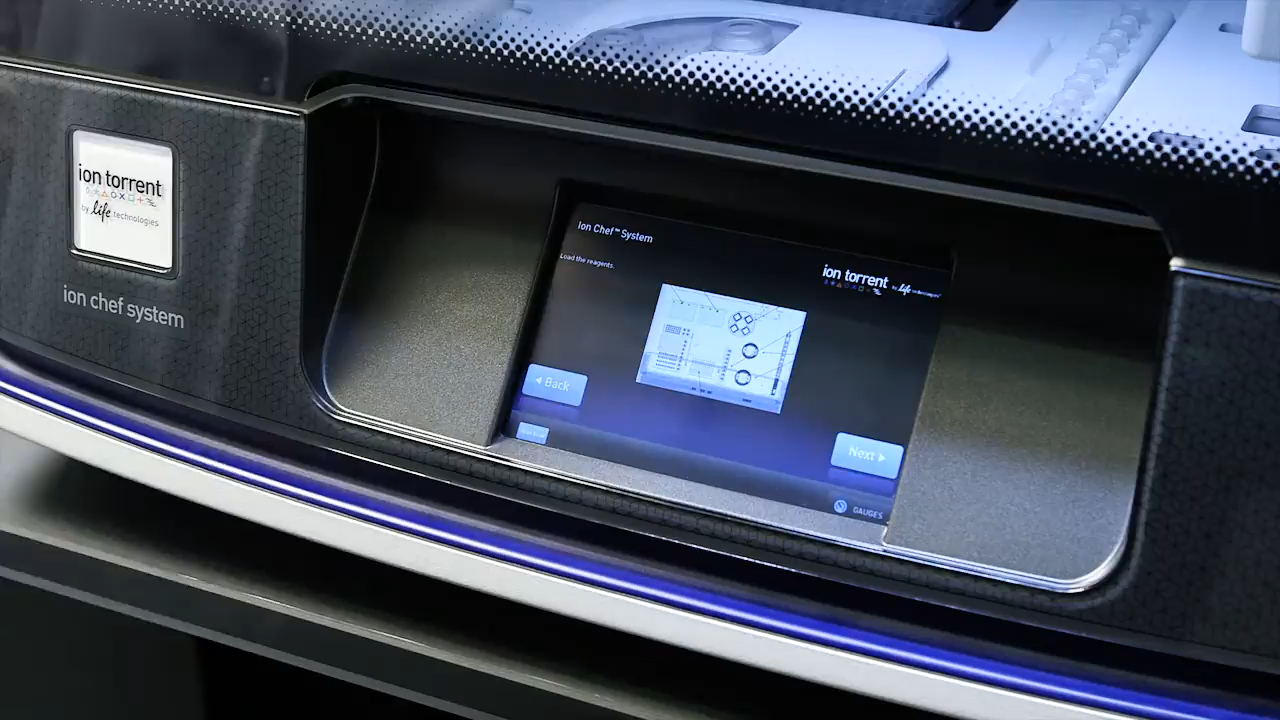 ion torrent
by life technologies
ion chef system
Ion Chef™ System
Load the reagents.
ion torrent
by life technologies™
Back
Next
GAUGES